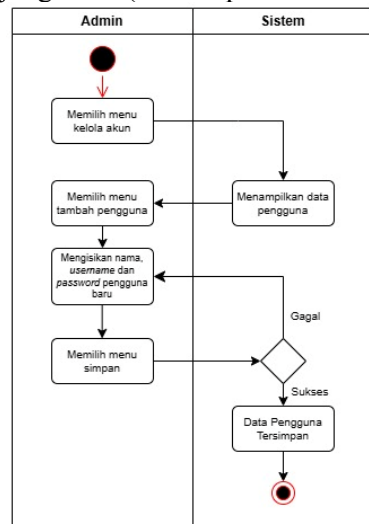 Admin
Sistem
Memilih menu
kelola akun
Memilih menu
tambah pengguna
Menampilkan data
pengguna
Mengisikan nama,
username dan
password pengguna
baru
Gagal
Memilih menu
simpan
Sukses
Data Pengguna
Tersimpan